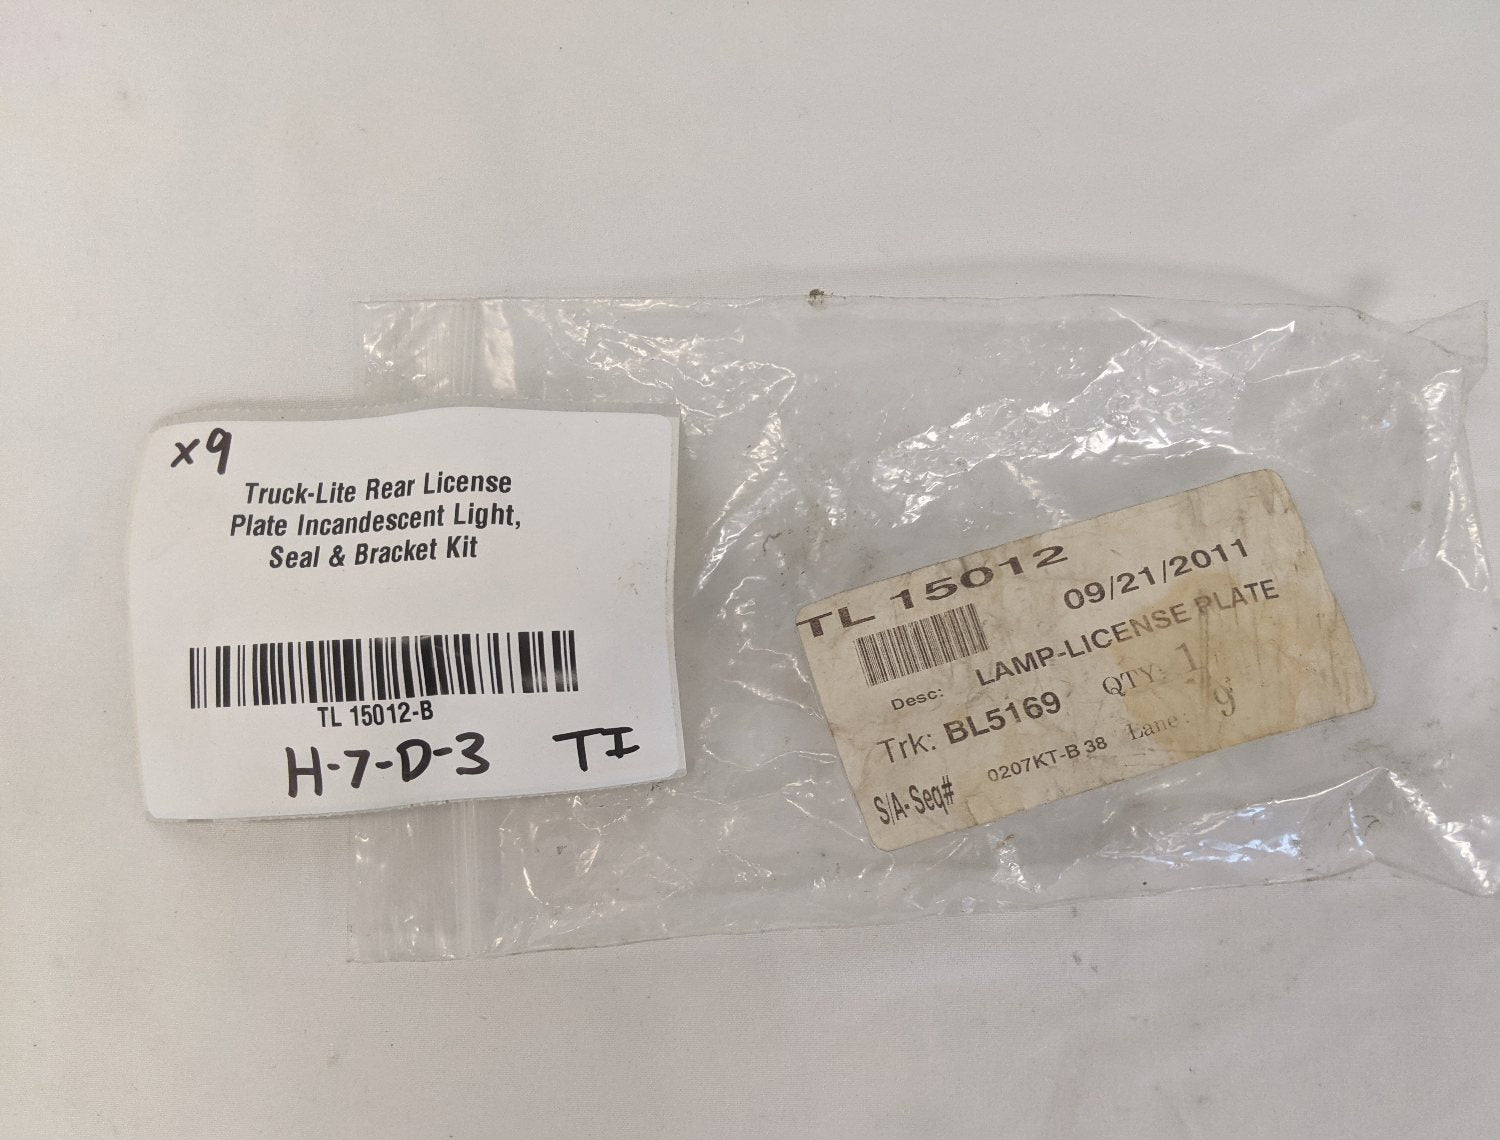 x9
Truck-Lite Rear License
Plate Incandescent Light,
Seal & Bracket Kit
TL 15012-B
H-7-D-3 TI
TL 15012
09/21/2011
Desc: LAMP-LICENSE PLATE
Trk: BL5169 QTY: 1
S/A-Seq# 0207KT-B 38 Lane: 9